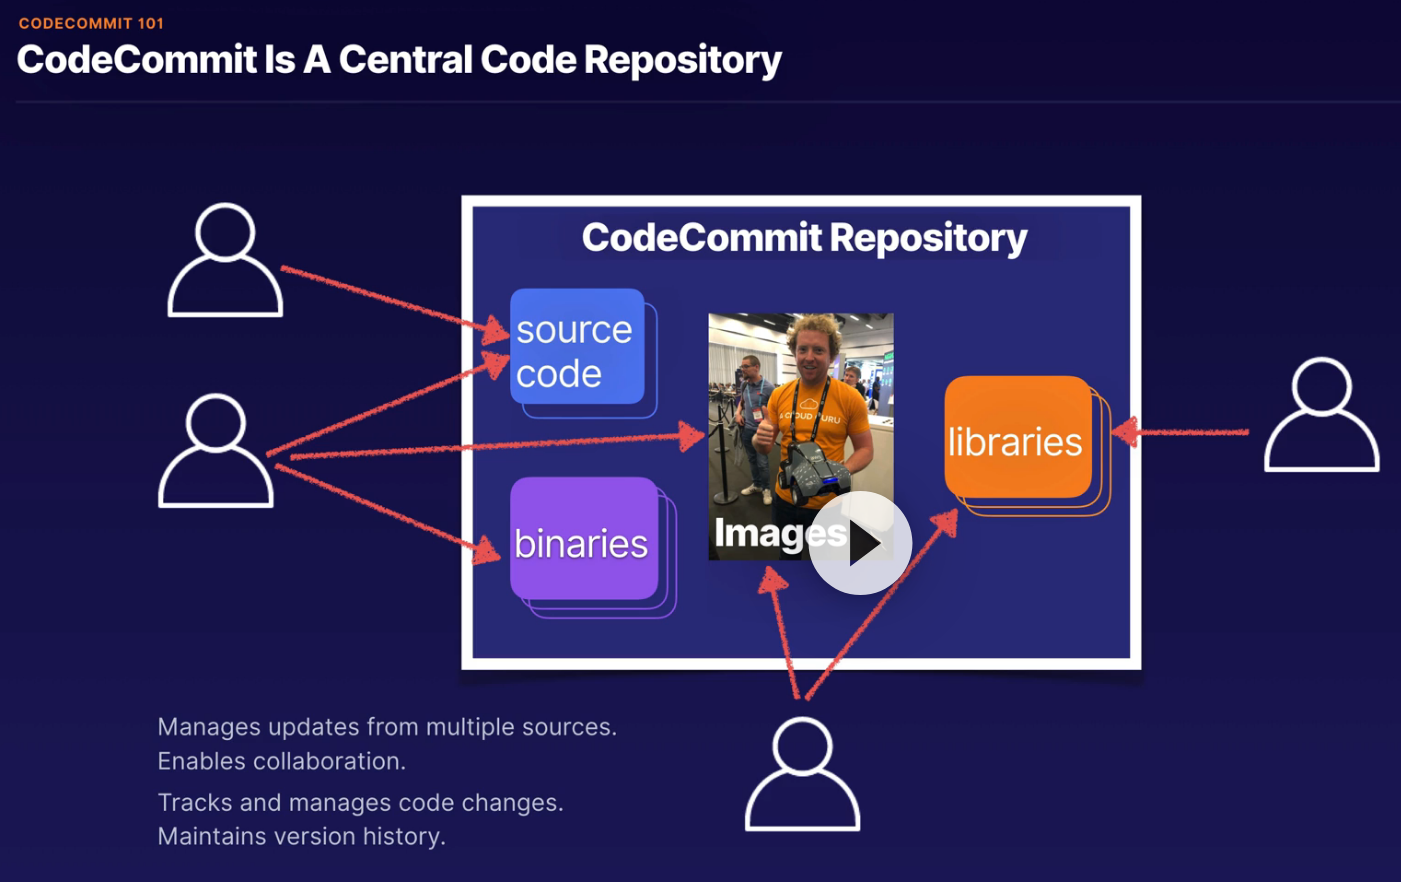 CODECOMMIT 101
CodeCommit Is A Central Code Repository
CodeCommit Repository
source
code
binaries
A CLOUD GURU
Images
libraries
Manages updates from multiple sources.
Enables collaboration.
Tracks and manages code changes.
Maintains version history.